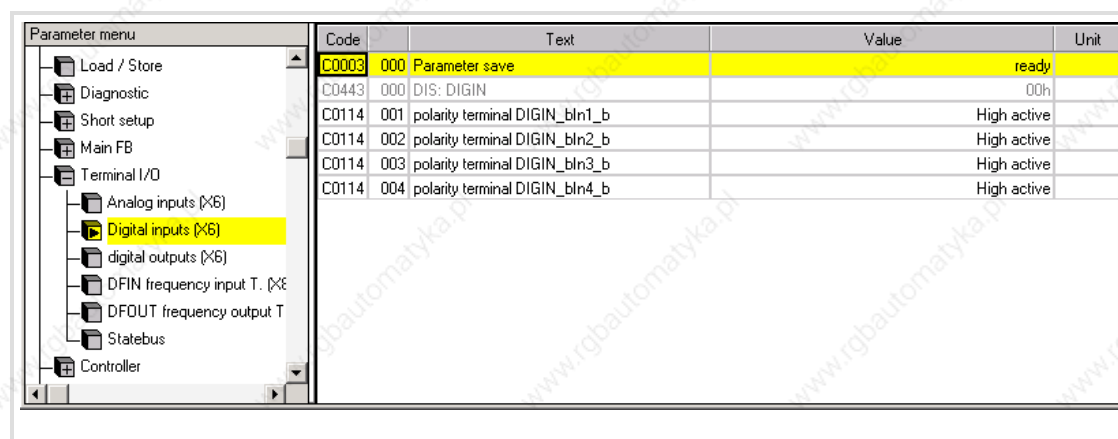 Parameter menu
Load / Store
Diagnostic
Short setup
Main FB
Terminal I/O
Analog inputs (X6)
Digital inputs (X6)
digital outputs (X6)
DFIN frequency input T. (X8
DFOUT frequency output T
Statebus
Controller
Code Text Value Unit
C0003 000 Parameter save ready
C0443 000 DIS: DIGIN 00h
C0114 001 polarity terminal DIGIN_bIn1_b High active
C0114 002 polarity terminal DIGIN_bIn2_b High active
C0114 003 polarity terminal DIGIN_bIn3_b High active
C0114 004 polarity terminal DIGIN_bIn4_b High active
www.rgbautomatyka.pl